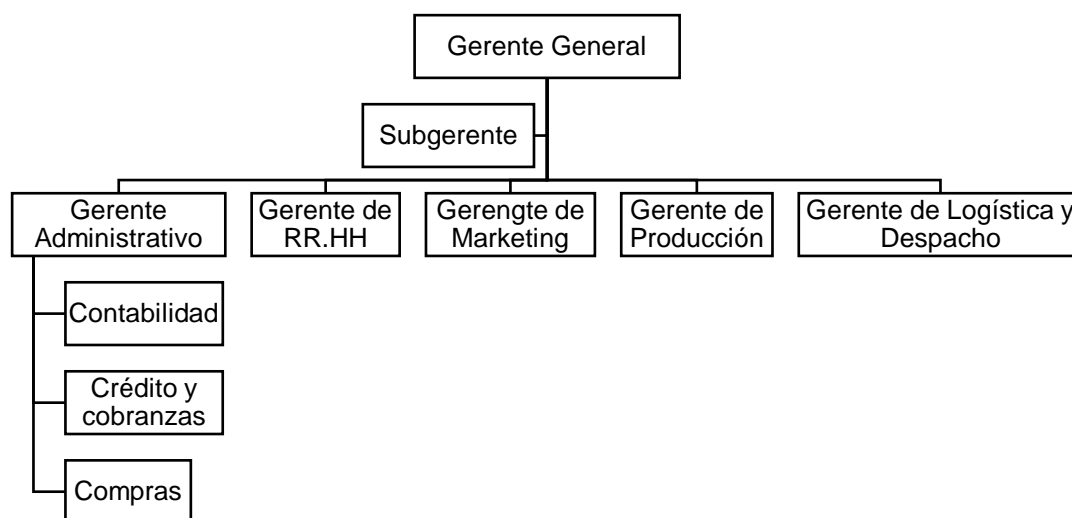 Gerente General
Subgerente
Gerente
Administrativo
Gerente de
RR.HH
Gerengte de
Marketing
Gerente de
Producción
Gerente de Logística y
Despacho
Contabilidad
Crédito y
cobranzas
Compras